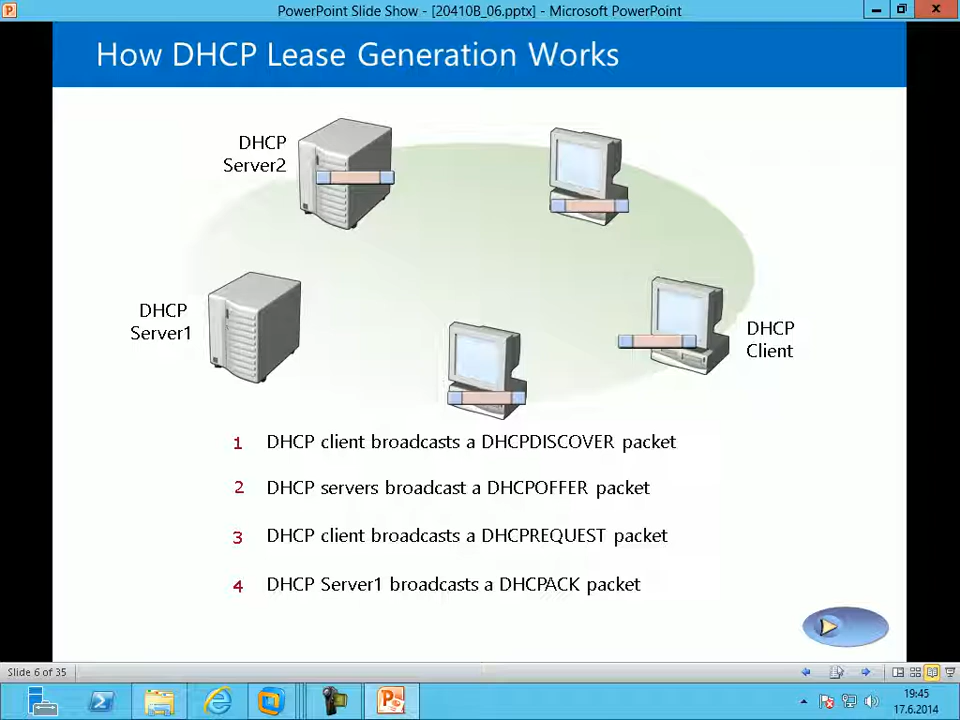 PowerPoint Slide Show - [20410B_06.pptx] - Microsoft PowerPoint
How DHCP Lease Generation Works
DHCP
Server2
DHCP
Server1
DHCP
Client
1 DHCP client broadcasts a DHCPDISCOVER packet
2 DHCP servers broadcast a DHCPOFFER packet
3 DHCP client broadcasts a DHCPREQUEST packet
4 DHCP Server1 broadcasts a DHCPACK packet
Slide 6 of 35
19:45
17.6.2014